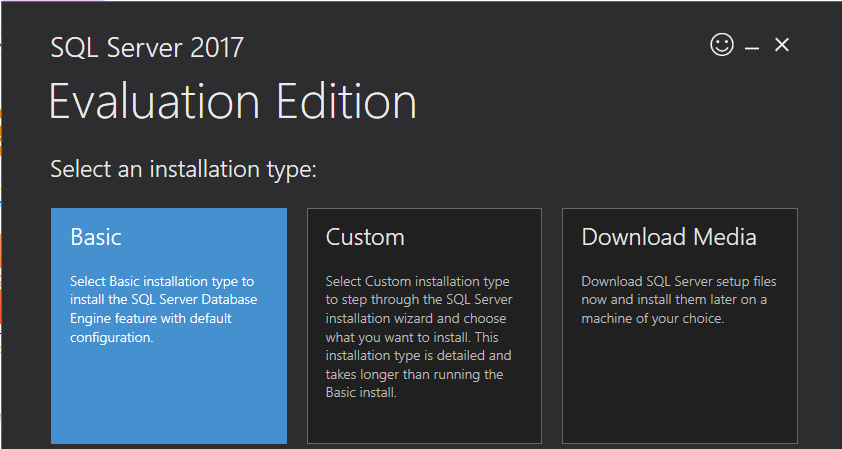 SQL Server 2017
Evaluation Edition
Select an installation type:
Basic
Select Basic installation type to
install the SQL Server Database
Engine feature with default
configuration.
Custom
Select Custom installation type
to step through the SQL Server
installation wizard and choose
what you want to install. This
installation type is detailed and
takes longer than running the
Basic install.
Download Media
Download SQL Server setup files
now and install them later on a
machine of your choice.